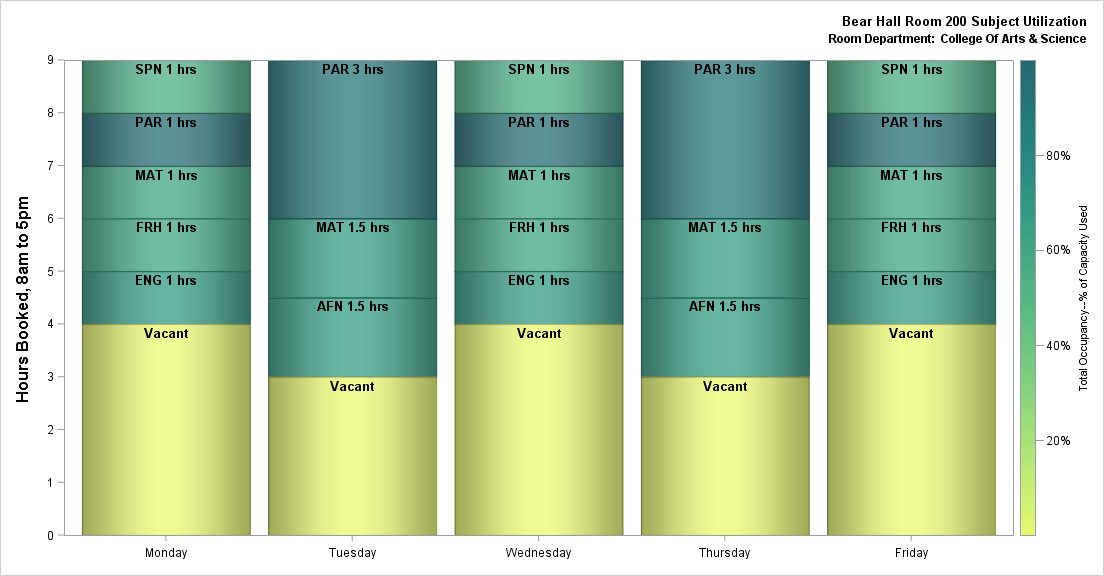 Bear Hall Room 200 Subject Utilization
Room Department: College Of Arts & Science
Hours Booked, 8am to 5pm
9
8
7
6
5
4
3
2
1
0
SPN 1 hrs
PAR 1 hrs
MAT 1 hrs
FRH 1 hrs
ENG 1 hrs
Vacant
PAR 3 hrs
MAT 1.5 hrs
AFN 1.5 hrs
Vacant
SPN 1 hrs
PAR 1 hrs
MAT 1 hrs
FRH 1 hrs
ENG 1 hrs
Vacant
PAR 3 hrs
MAT 1.5 hrs
AFN 1.5 hrs
Vacant
SPN 1 hrs
PAR 1 hrs
MAT 1 hrs
FRH 1 hrs
ENG 1 hrs
Vacant
Monday
Tuesday
Wednesday
Thursday
Friday
80%
60%
40%
20%
Total Occupancy--% of Capacity Used